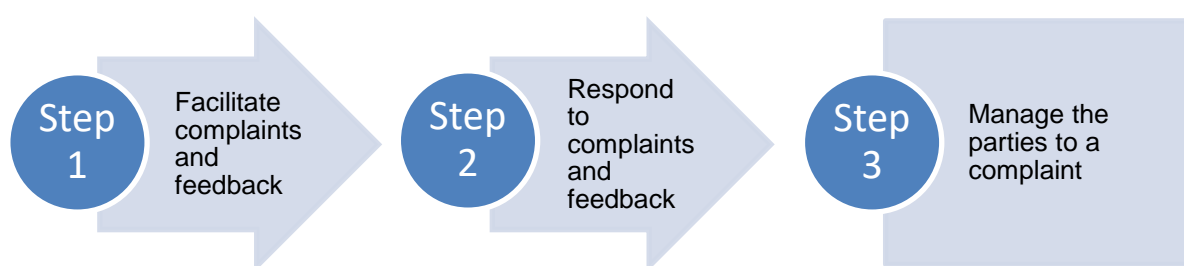 Step
1
Facilitate
complaints
and
feedback
Step
2
Respond
to
complaints
and
feedback
Step
3
Manage the
parties to a
complaint